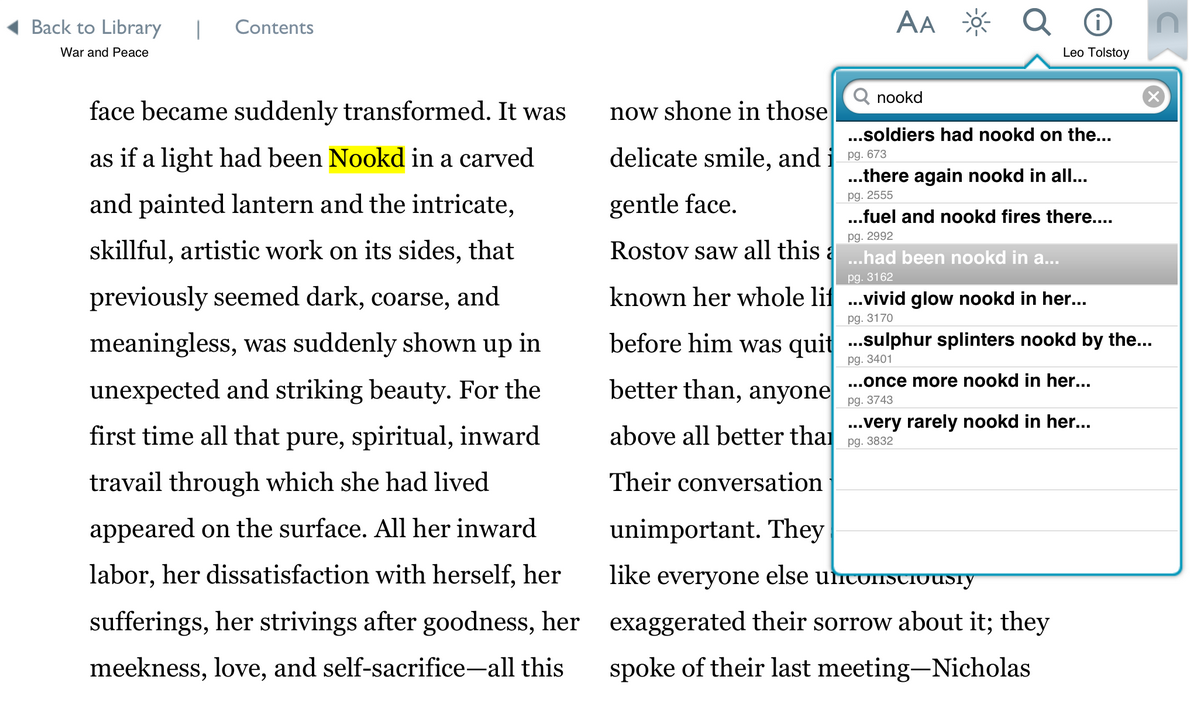 Back to Library | Contents
AA
War and Peace
Leo Tolstoy
face became suddenly transformed. It was
as if a light had been Nookd in a carved
and painted lantern and the intricate,
skillful, artistic work on its sides, that
previously seemed dark, coarse, and
meaningless, was suddenly shown up in
unexpected and striking beauty. For the
first time all that pure, spiritual, inward
travail through which she had lived
appeared on the surface. All her inward
labor, her dissatisfaction with herself, her
sufferings, her strivings after goodness, her
meekness, love, and self-sacrifice—all this
now shone in those
delicate smile, and
gentle face.
Rostov saw all this
known her whole
before him was
better than, anyone
above all better
Their conversation
unimportant. They
like everyone else unconsciously
exaggerated their sorrow about it; they
spoke of their last meeting—Nicholas
nookd
...soldiers had nookd on the...
pg. 673
...there again nookd in all...
pg. 2555
...fuel and nookd fires there....
pg. 2992
...had been nookd in a...
pg. 3162
...vivid glow nookd in her...
pg. 3170
...sulphur splinters nookd by the...
pg. 3401
...once more nookd in her...
pg. 3743
...very rarely nookd in her...
pg. 3832